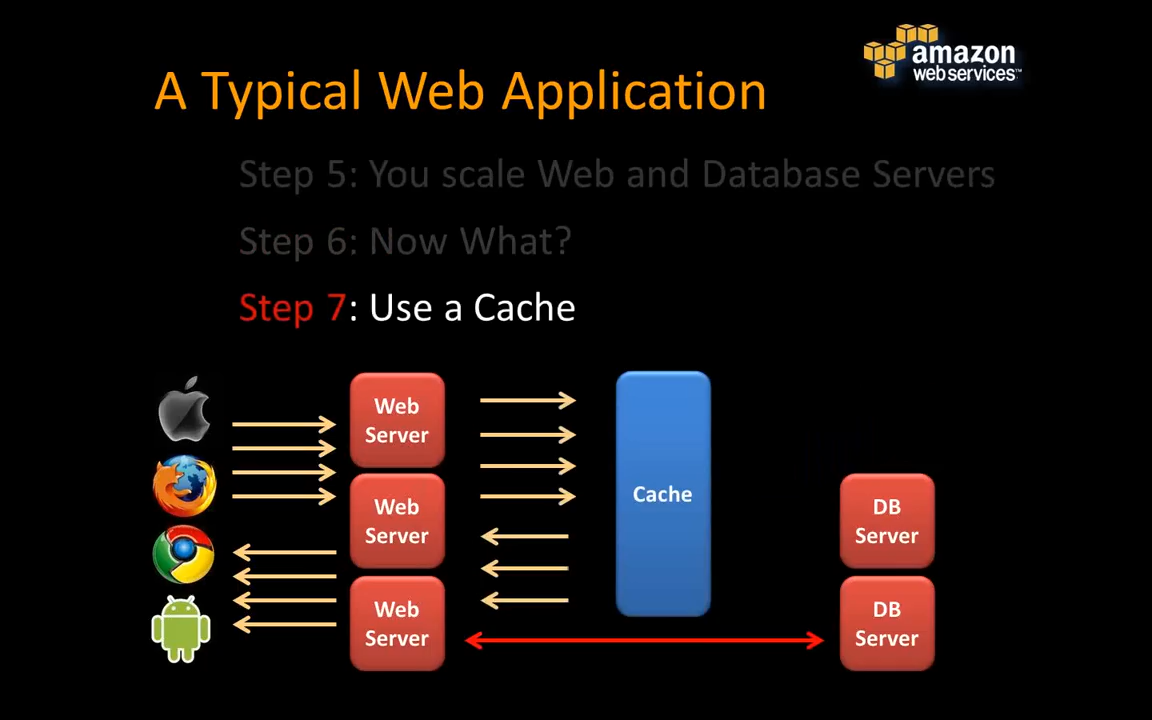 amazon
webservices™
A Typical Web Application
Step 5: You scale Web and Database Servers
Step 6: Now What?
Step 7: Use a Cache
Web
Server
Web
Server
Web
Server
Cache
DB
Server
DB
Server